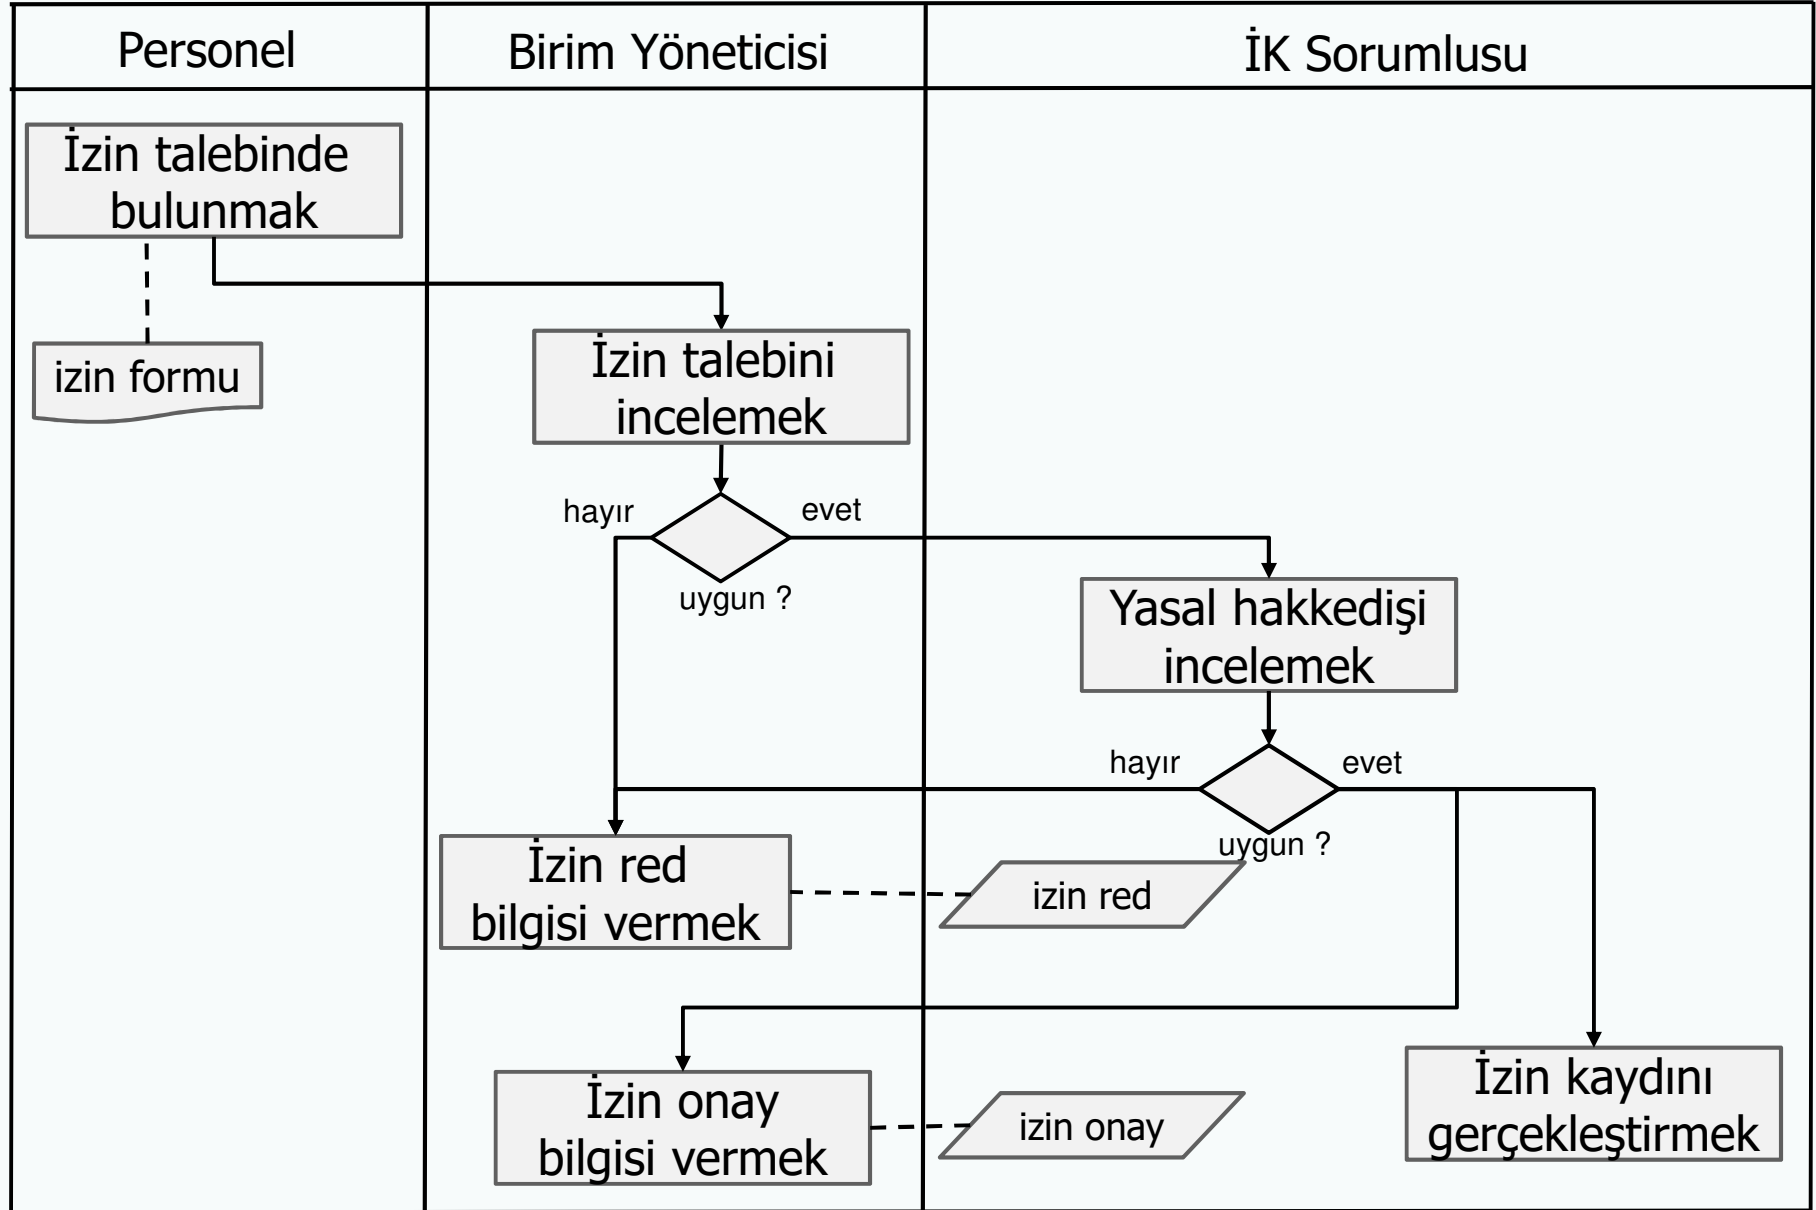 Personel
Birim Yöneticisi
İK Sorumlusu
İzin talebinde
bulunmak
izin formu
İzin talebini
incelemek
hayır
evet
uygun ?
Yasal hakkedişi
incelemek
hayır
evet
uygun ?
İzin red
bilgisi vermek
izin red
İzin onay
bilgisi vermek
izin onay
İzin kaydını
gerçekleştirmek